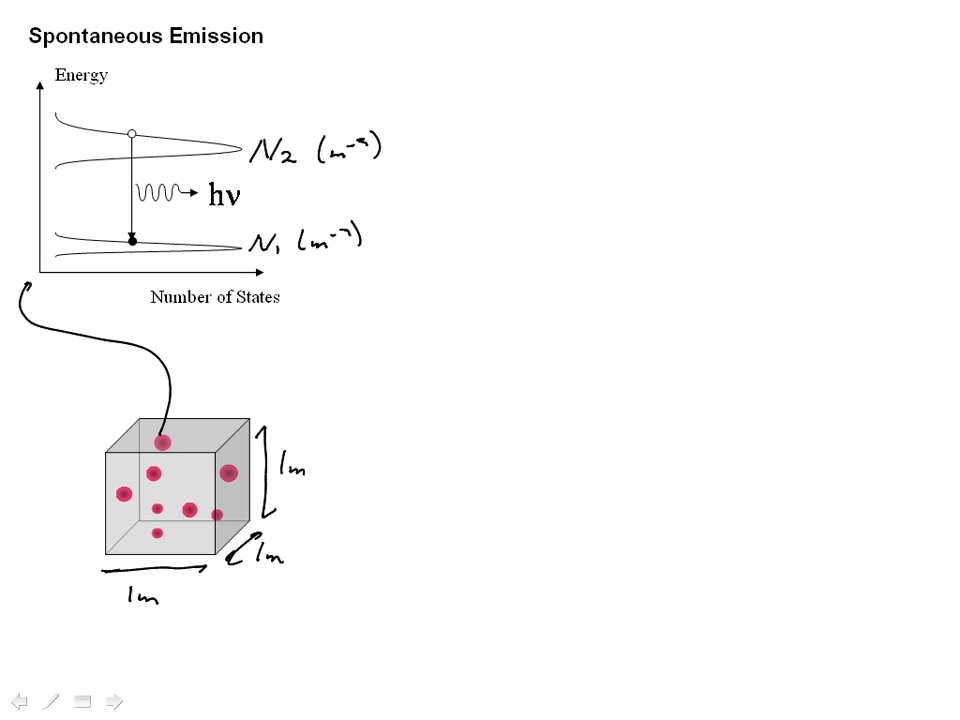 Spontaneous Emission
Energy
N₂ (m⁻³)
hν
N₁ (m⁻³)
Number of States
1m
1m
1m